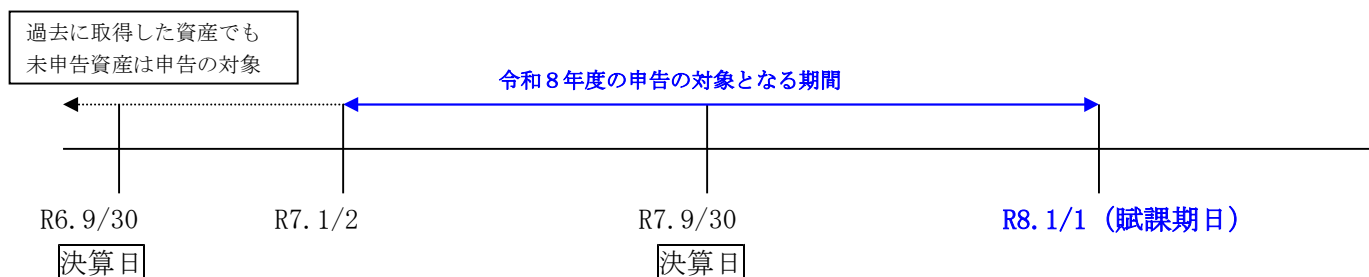 過去に取得した資産でも
未申告資産は申告の対象
令和８年度の申告の対象となる期間
R6.9/30
R7.1/2
R7.9/30
R8.1/1（賦課期日）
決算日
決算日